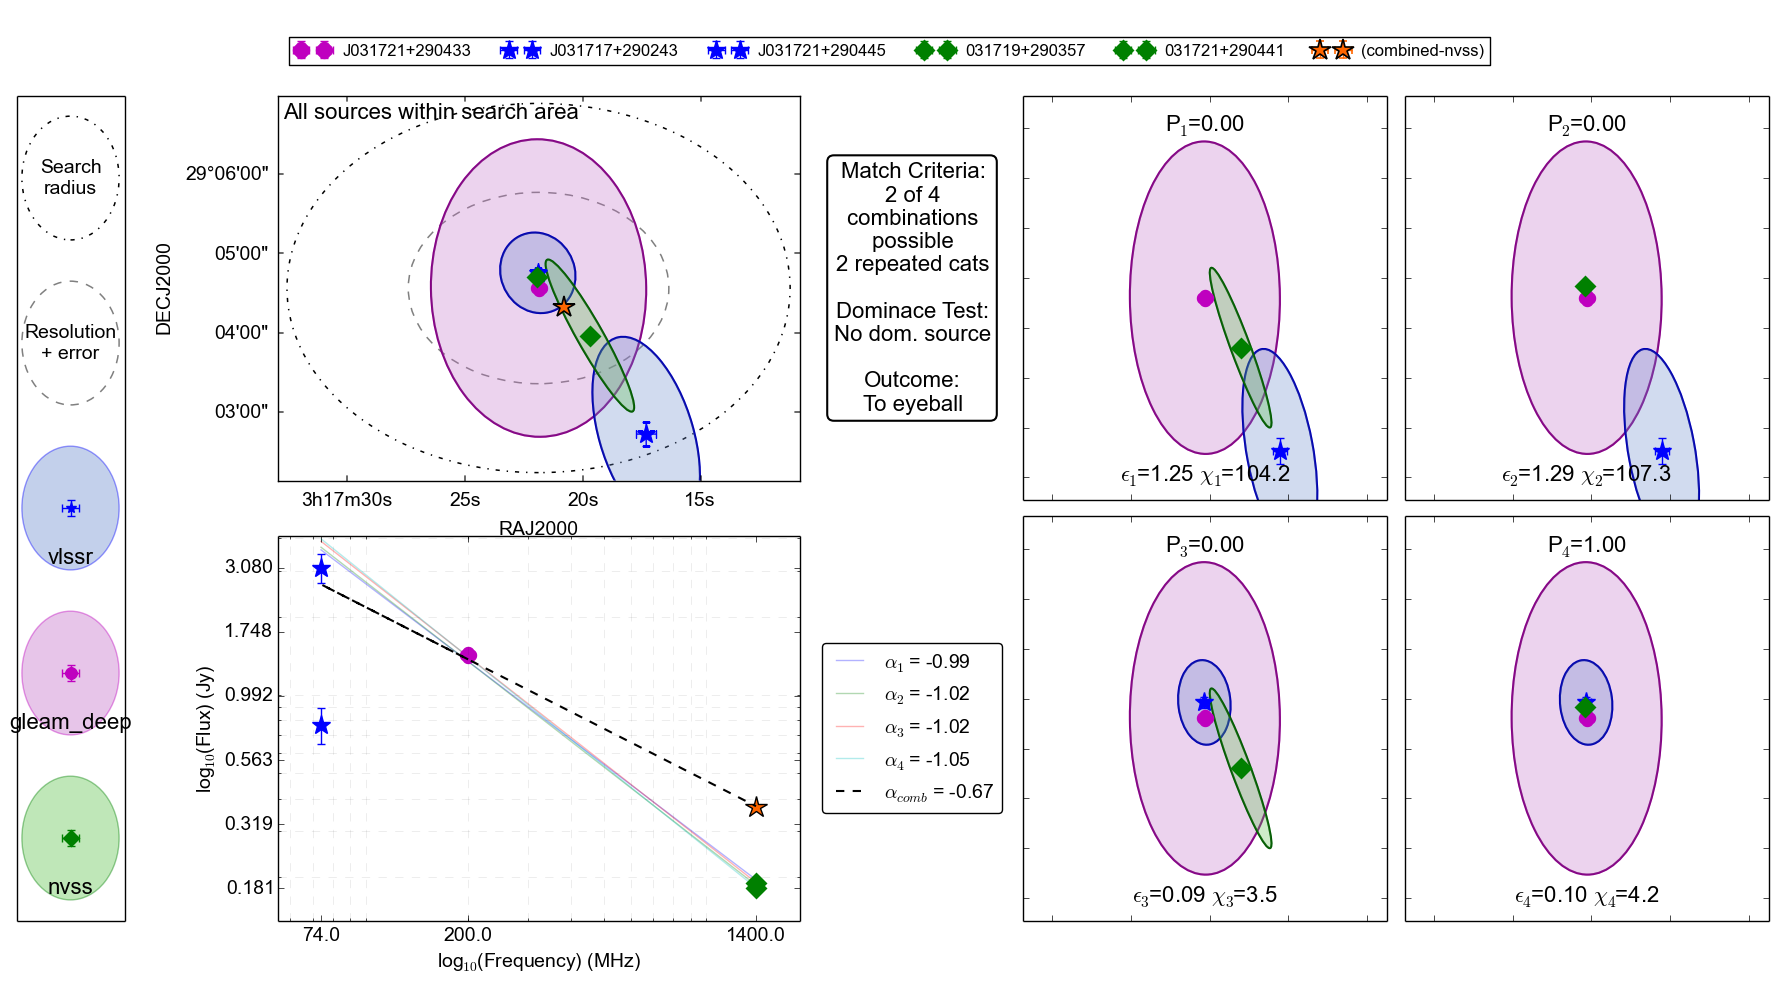 J031721+290433 J031717+290243 J031721+290445 031719+290357 031721+290441 (combined-nvss)
Search
radius
Resolution
+ error
vlssr
gleam_deep
nvss
All sources within search area
DECJ2000
29°06'00"
05'00"
04'00"
03'00"
3h17m30s 25s 20s 15s
RAJ2000
Match Criteria:
2 of 4
combinations
possible
2 repeated cats
Dominace Test:
No dom. source
Outcome:
To eyeball
P1=0.00
ϵ1=1.25 χ1=104.2
P2=0.00
ϵ2=1.29 χ2=107.3
log10(Flux) (Jy)
3.080
1.748
0.992
0.563
0.319
0.181
74.0 200.0 1400.0
log10(Frequency) (MHz)
α1 = -0.99
α2 = -1.02
α3 = -1.02
α4 = -1.05
αcomb = -0.67
P3=0.00
ϵ3=0.09 χ3=3.5
P4=1.00
ϵ4=0.10 χ4=4.2